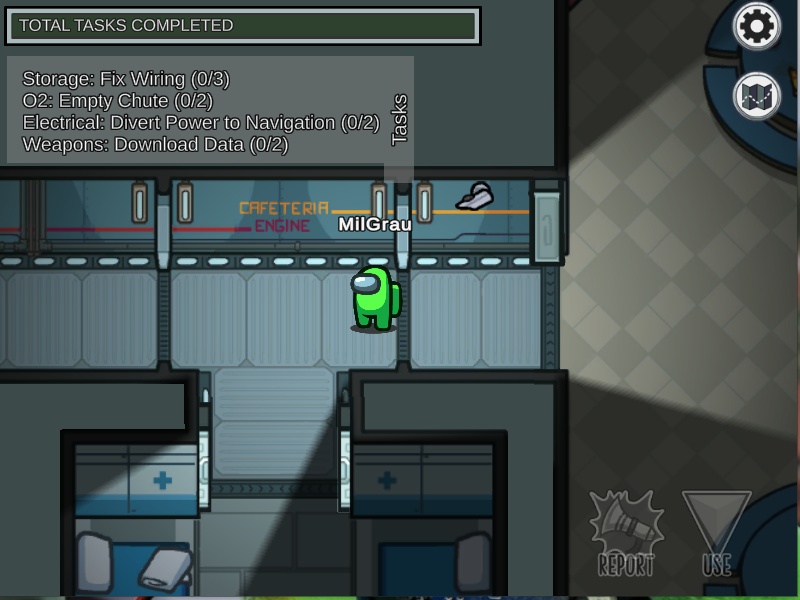 TOTAL TASKS COMPLETED
Storage: Fix Wiring (0/3)
O2: Empty Chute (0/2)
Electrical: Divert Power to Navigation (0/2)
Weapons: Download Data (0/2)
Tasks
CAFETERIA
ENGINE
MilGrau
REPORT
USE